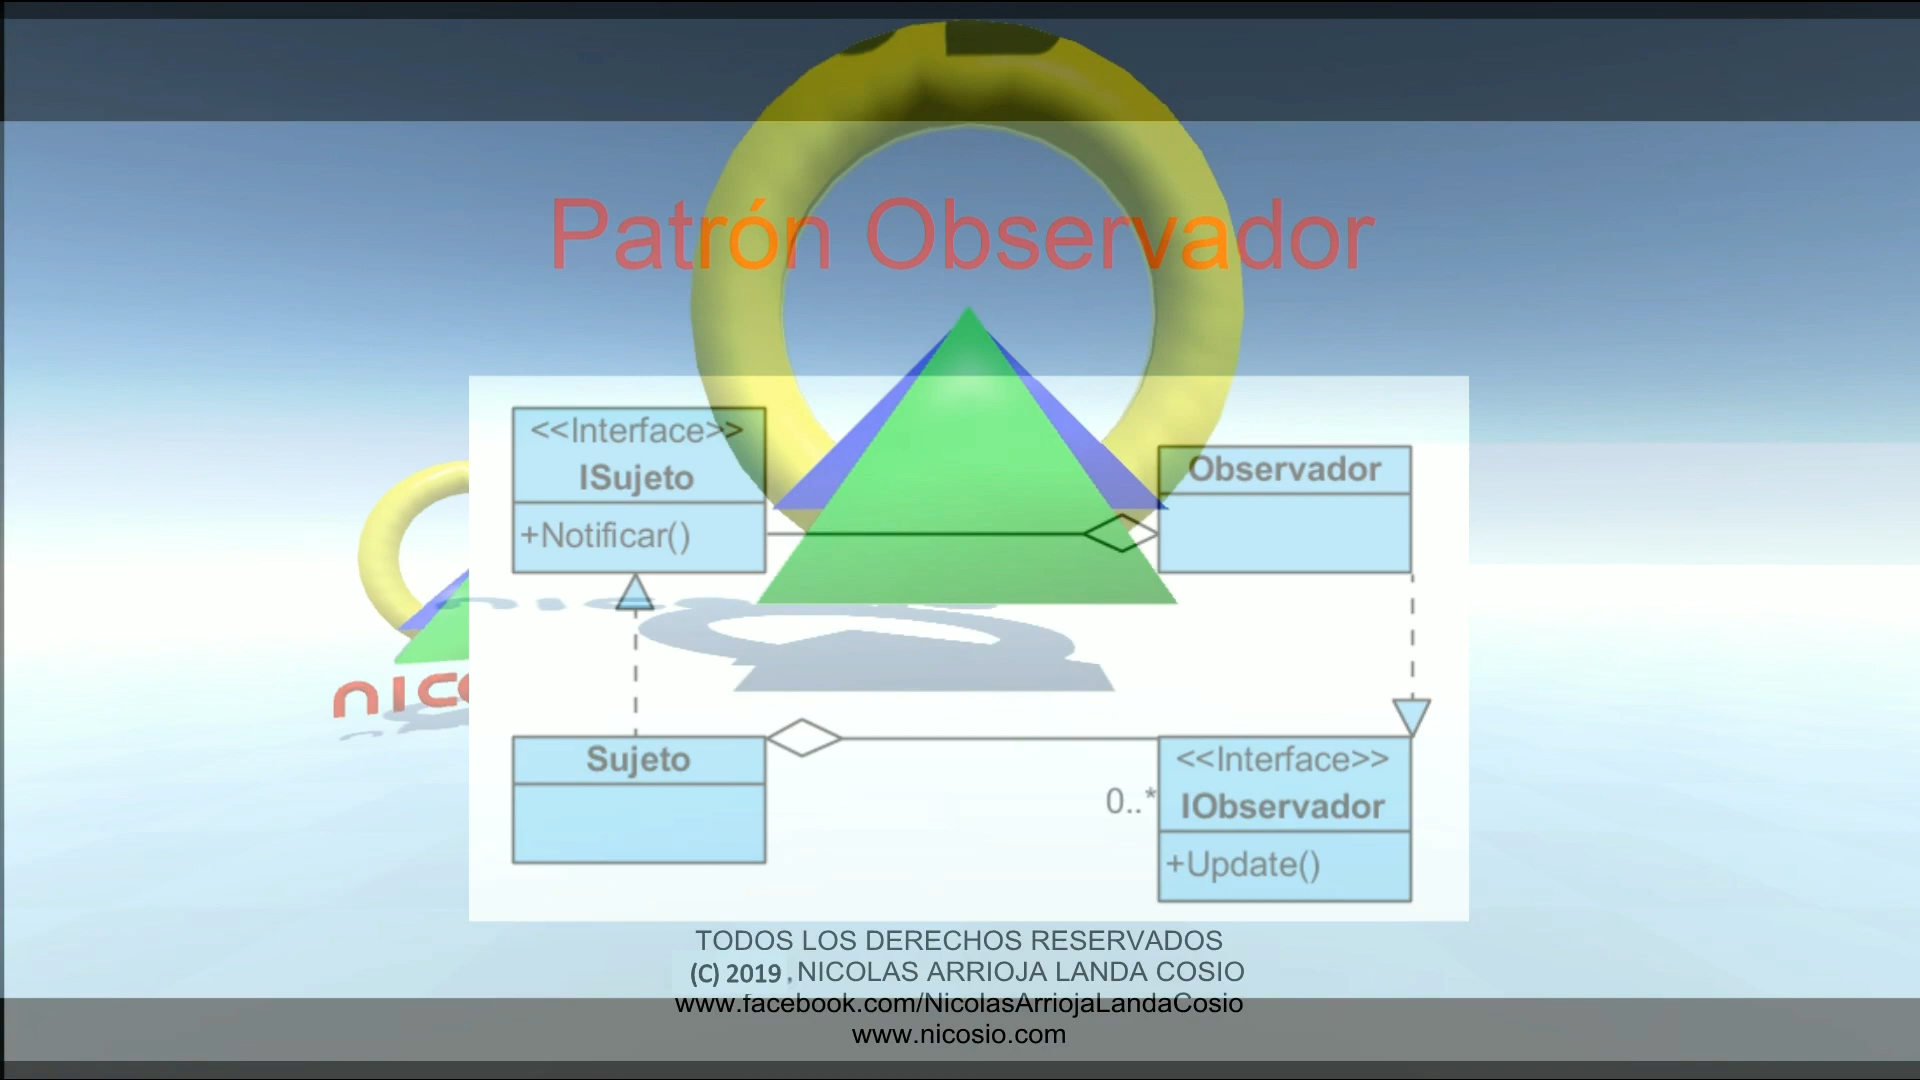 Patrón Observador
<<Interface>>
ISujeto
+Notificar()
Observador
Sujeto
0..*
<<Interface>>
IObservador
+Update()
TODOS LOS DERECHOS RESERVADOS
(C) 2019 , NICOLAS ARRIOJA LANDA COSIO
www.facebook.com/NicolasArriojaLandaCosio
www.nicosio.com